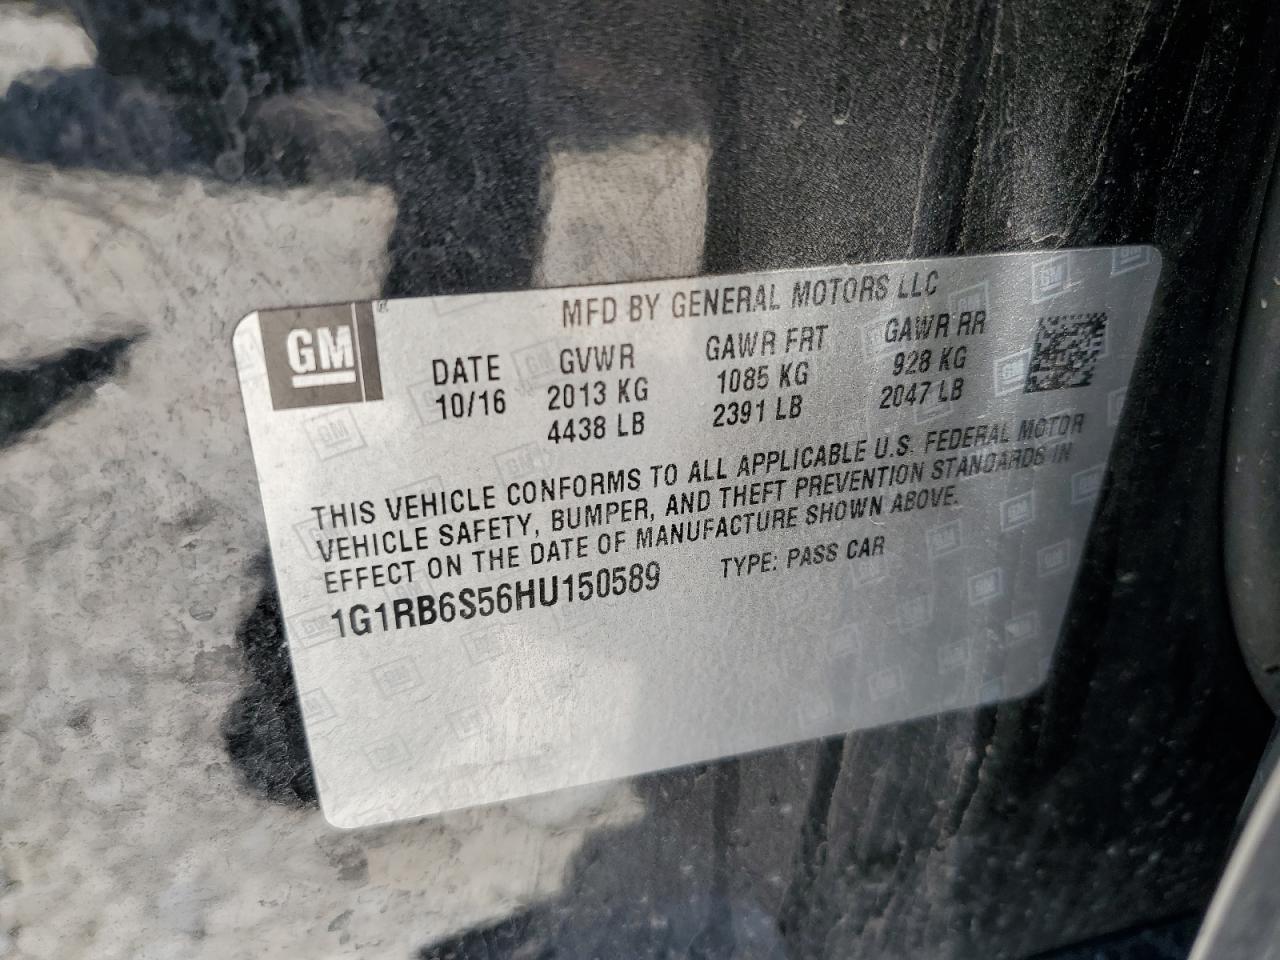 GM
MFD BY GENERAL MOTORS LLC
DATE GVWR GAWR FRT GAWR RR
10/16 2013 KG 1085 KG 928 KG
4438 LB 2391 LB 2047 LB
THIS VEHICLE CONFORMS TO ALL APPLICABLE U.S. FEDERAL MOTOR
VEHICLE SAFETY, BUMPER, AND THEFT PREVENTION STANDARDS IN
EFFECT ON THE DATE OF MANUFACTURE SHOWN ABOVE.
1G1RB6S56HU150589 TYPE: PASS CAR